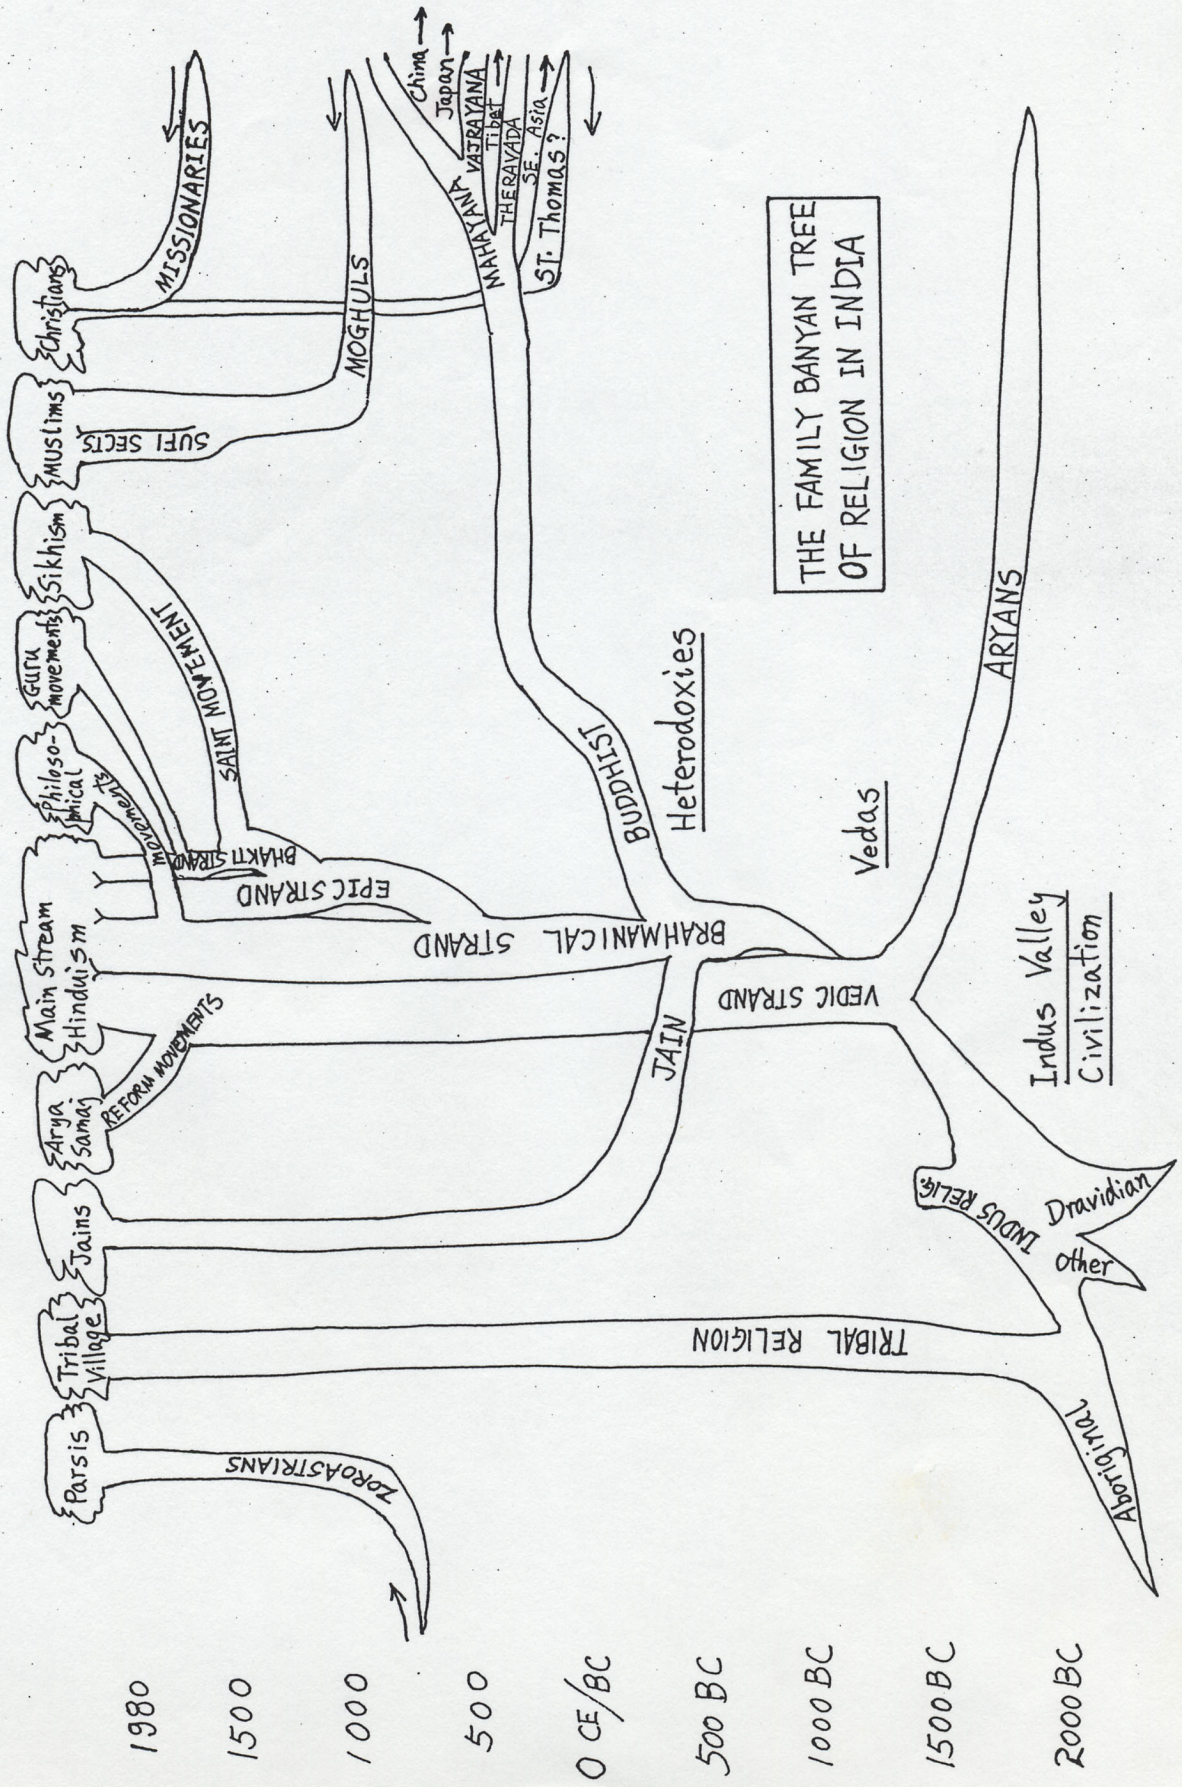 THE FAMILY BANYAN TREE
OF RELIGION IN INDIA
1980
1500
1000
500
0 CE/BC
500 BC
1000 BC
1500 BC
2000 BC
Parsis
Tribal
Village
Jains
Arya
Samaj
Main Stream
Hinduism
Philoso-
phical
movements
Guru
movements
Sikhism
Muslims
Christians
ZOROASTRIANS
TRIBAL RELIGION
JAIN
REFORM MOVEMENTS
VEDIC STRAND
BRAHMANICAL STRAND
EPIC STRAND
BHAKTI STRAND
SAINT MOVEMENT
SUFI SECTS
MOGHULS
MISSIONARIES
BUDDHIST
MAHAYANA
China
Japan
VAJRAYANA
Tibet
THERAVADA
SE. Asia
ST. Thomas?
Heterodoxies
Vedas
Indus Valley
Civilization
ARYANS
INDUS RELIG.
Dravidian
Other
Aboriginal